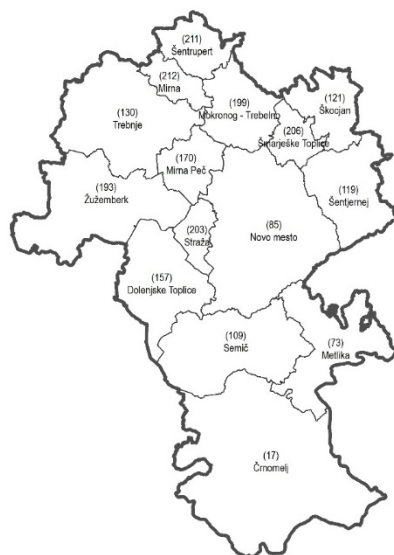 (211)
Šentrupert
(212)
Mirna
(130)
Trebnje
(199)
Mokronog - Trebelno
(121)
Škocjan
(206)
Šmarješke Toplice
(170)
Mirna Peč
(193)
Žužemberk
(119)
Šentjernej
(203)
Straža
(85)
Novo mesto
(157)
Dolenjske Toplice
(109)
Semič
(73)
Metlika
(17)
Črnomelj